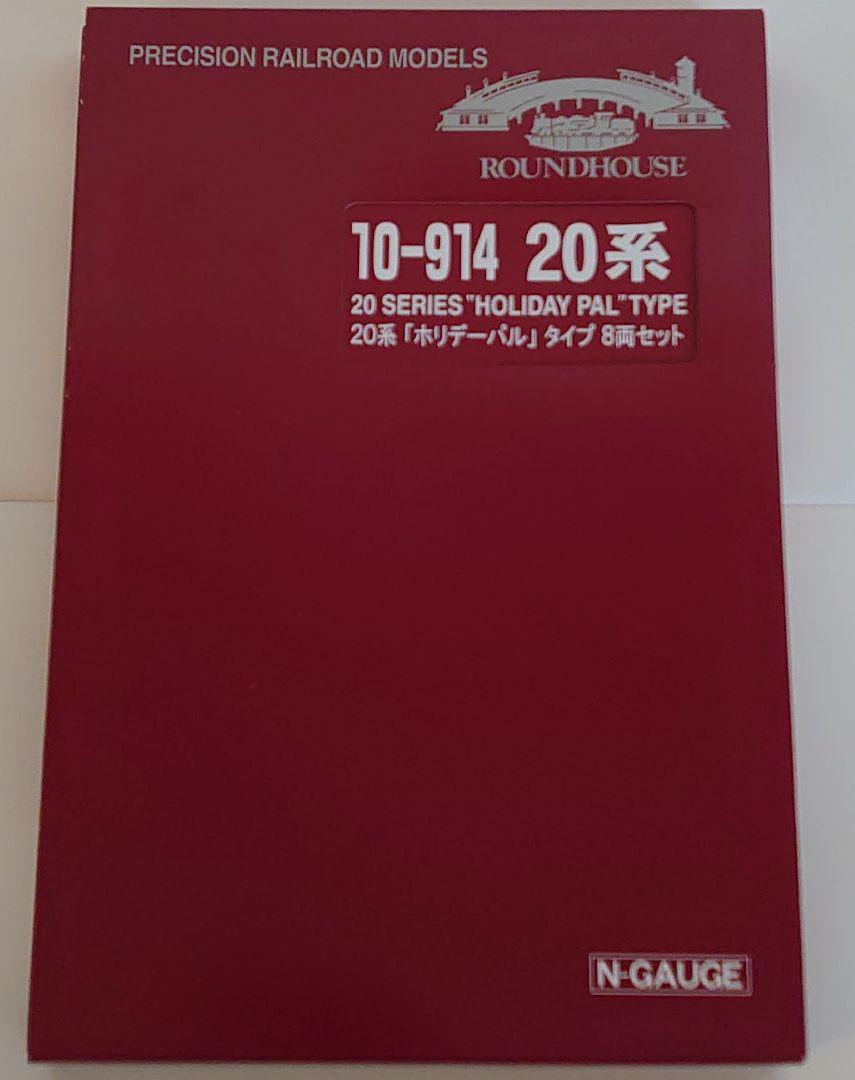 PRECISION RAILROAD MODELS
ROUNDHOUSE
10-914 20系
20 SERIES "HOLIDAY PAL" TYPE
20系「ホリデーパル」タイプ 8両セット
N-GAUGE